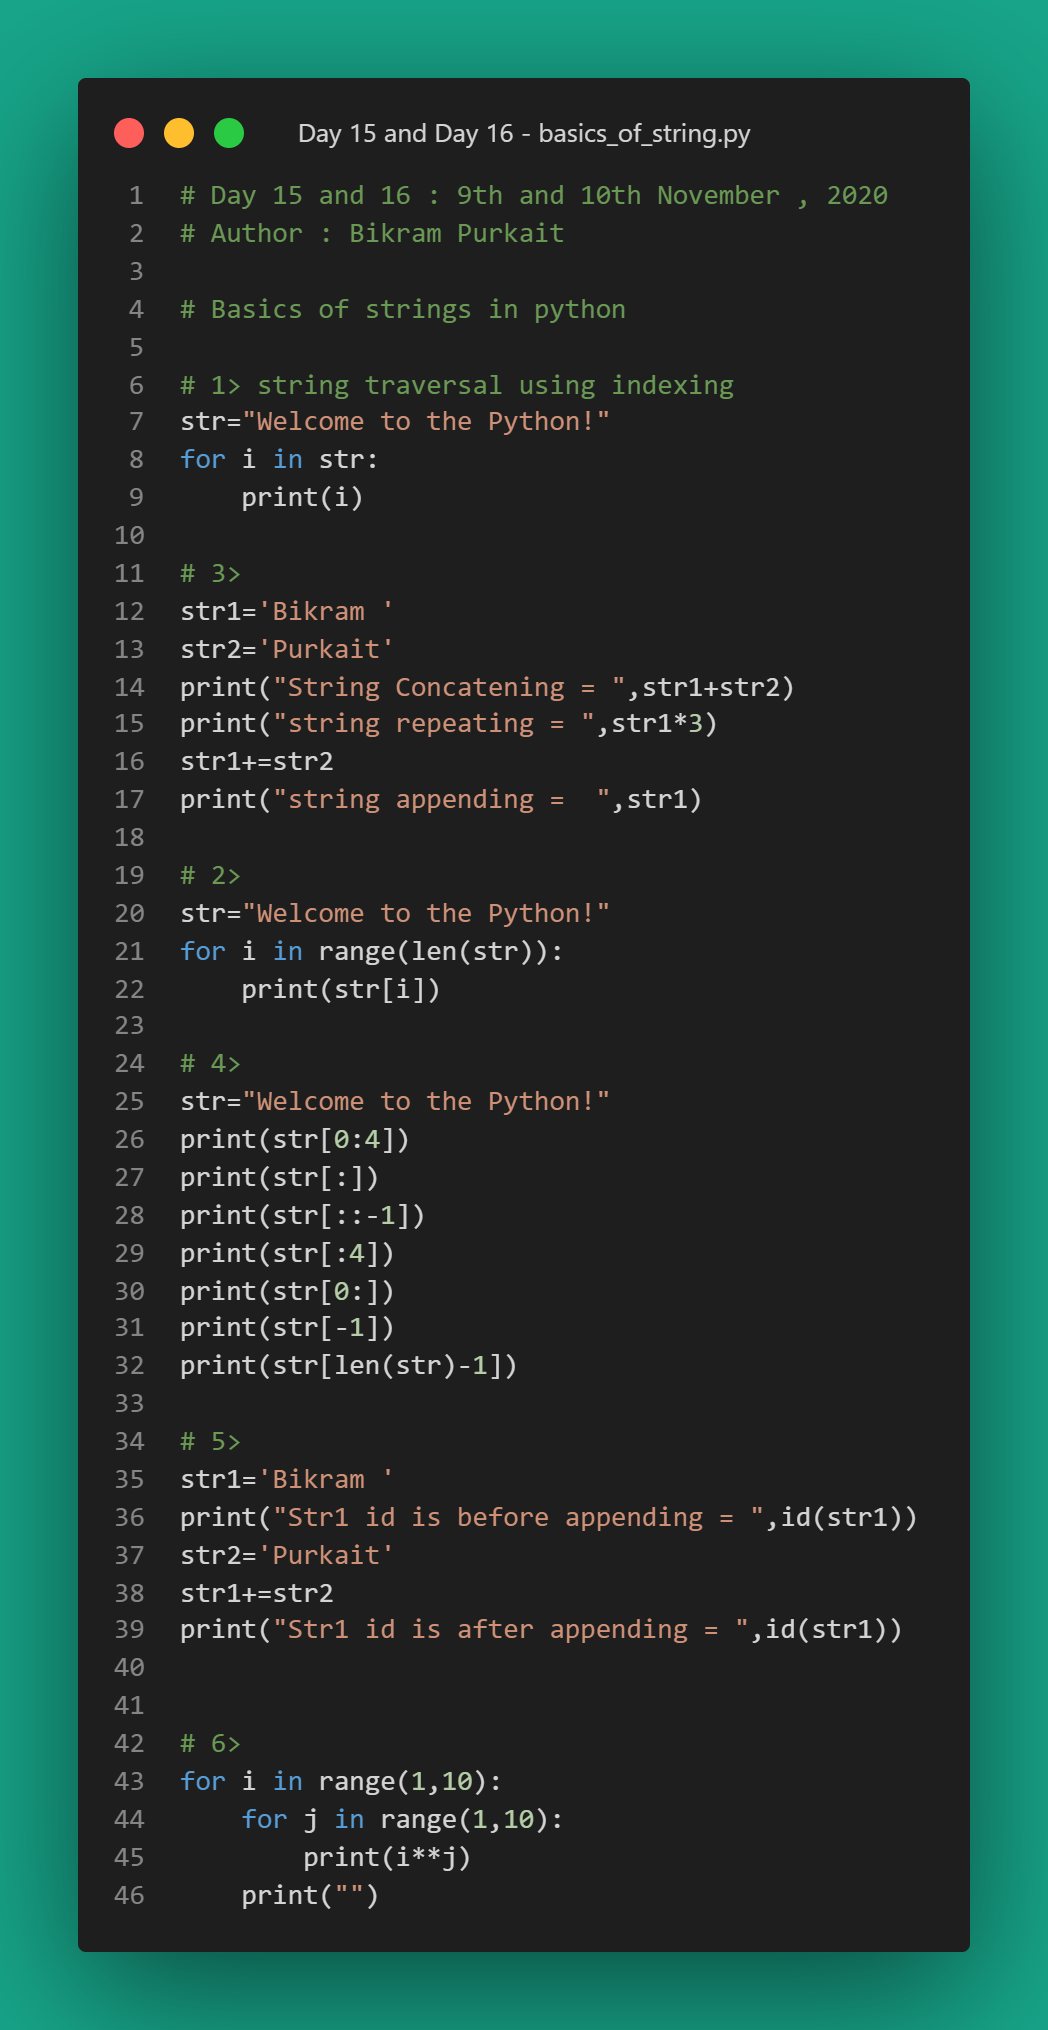 Day 15 and Day 16 - basics_of_string.py
1 # Day 15 and 16 : 9th and 10th November , 2020
2 # Author : Bikram Purkait
3
4 # Basics of strings in python
5
6 # 1> string traversal using indexing
7 str="Welcome to the Python!"
8 for i in str:
9     print(i)
10
11 # 3>
12 str1='Bikram '
13 str2='Purkait'
14 print("String Concatening = ",str1+str2)
15 print("string repeating = ",str1*3)
16 str1+=str2
17 print("string appending =  ",str1)
18
19 # 2>
20 str="Welcome to the Python!"
21 for i in range(len(str)):
22     print(str[i])
23
24 # 4>
25 str="Welcome to the Python!"
26 print(str[0:4])
27 print(str[:])
28 print(str[::-1])
29 print(str[:4])
30 print(str[0:])
31 print(str[-1])
32 print(str[len(str)-1])
33
34 # 5>
35 str1='Bikram '
36 print("Str1 id is before appending = ",id(str1))
37 str2='Purkait'
38 str1+=str2
39 print("Str1 id is after appending = ",id(str1))
40
41
42 # 6>
43 for i in range(1,10):
44     for j in range(1,10):
45         print(i**j)
46     print("")